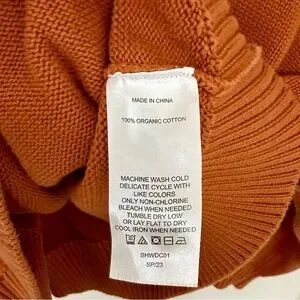 MADE IN CHINA
100% ORGANIC COTTON
MACHINE WASH COLD
DELICATE CYCLE WITH
LIKE COLORS
ONLY NON-CHLORINE
BLEACH WHEN NEEDED
TUMBLE DRY LOW
OR LAY FLAT TO DRY
COOL IRON WHEN NEEDED
SHWDC01
SP/23